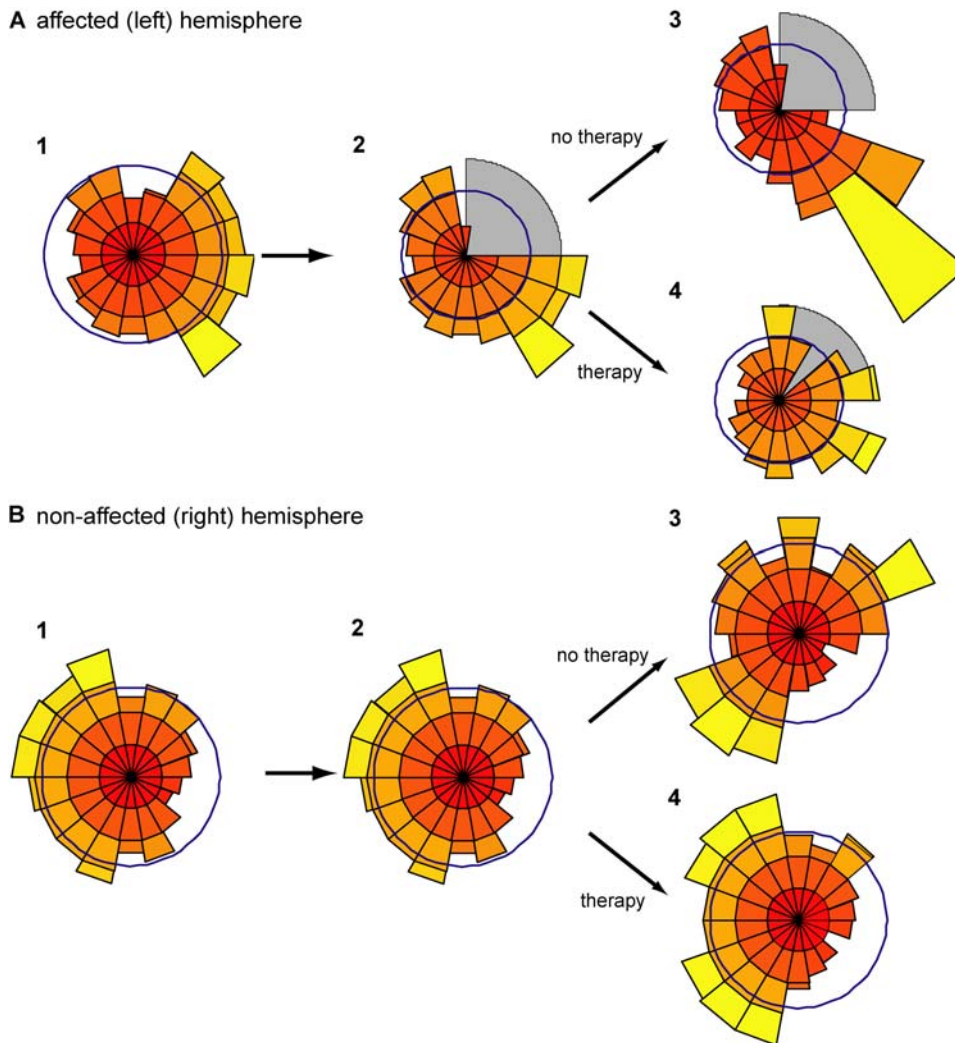 A affected (left) hemisphere
3
1
2
no therapy
4
therapy
B non-affected (right) hemisphere
3
1
2
no therapy
4
therapy